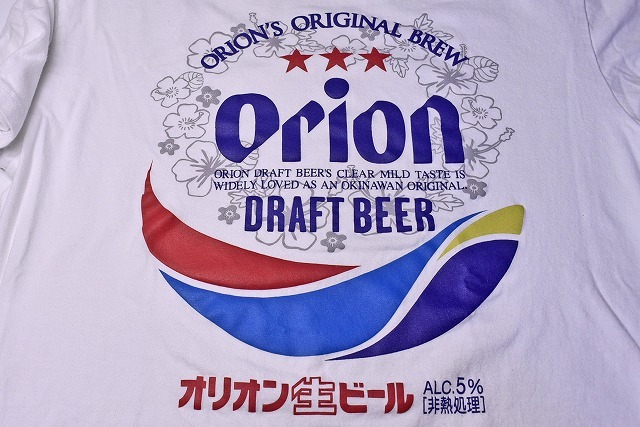 ORION'S ORIGINAL BREW
Orion
ORION DRAFT BEER'S CLEAR MILD TASTE IS
WIDELY LOVED AS AN OKINAWAN ORIGINAL.
DRAFT BEER
オリオン生ビール
ALC.5%
[非熱処理]